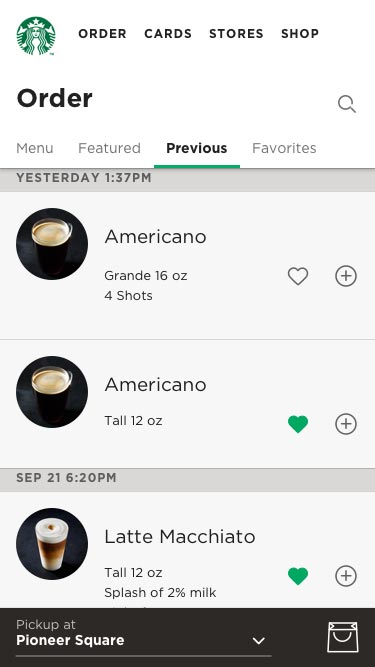 ORDER CARDS STORES SHOP
Order
Menu Featured Previous Favorites
YESTERDAY 1:37PM
Americano
Grande 16 oz
4 Shots
Americano
Tall 12 oz
SEP 21 6:20PM
Latte Macchiato
Tall 12 oz
Splash of 2% milk
Pickup at
Pioneer Square